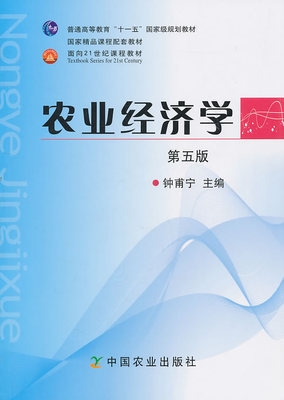 普通高等教育“十一五”国家级规划教材
国家精品课程配套教材
面向21世纪课程教材
Textbook Series for 21st Century
Nongye Jingjixue
农业经济学
第五版
钟甫宁 主编
中国农业出版社